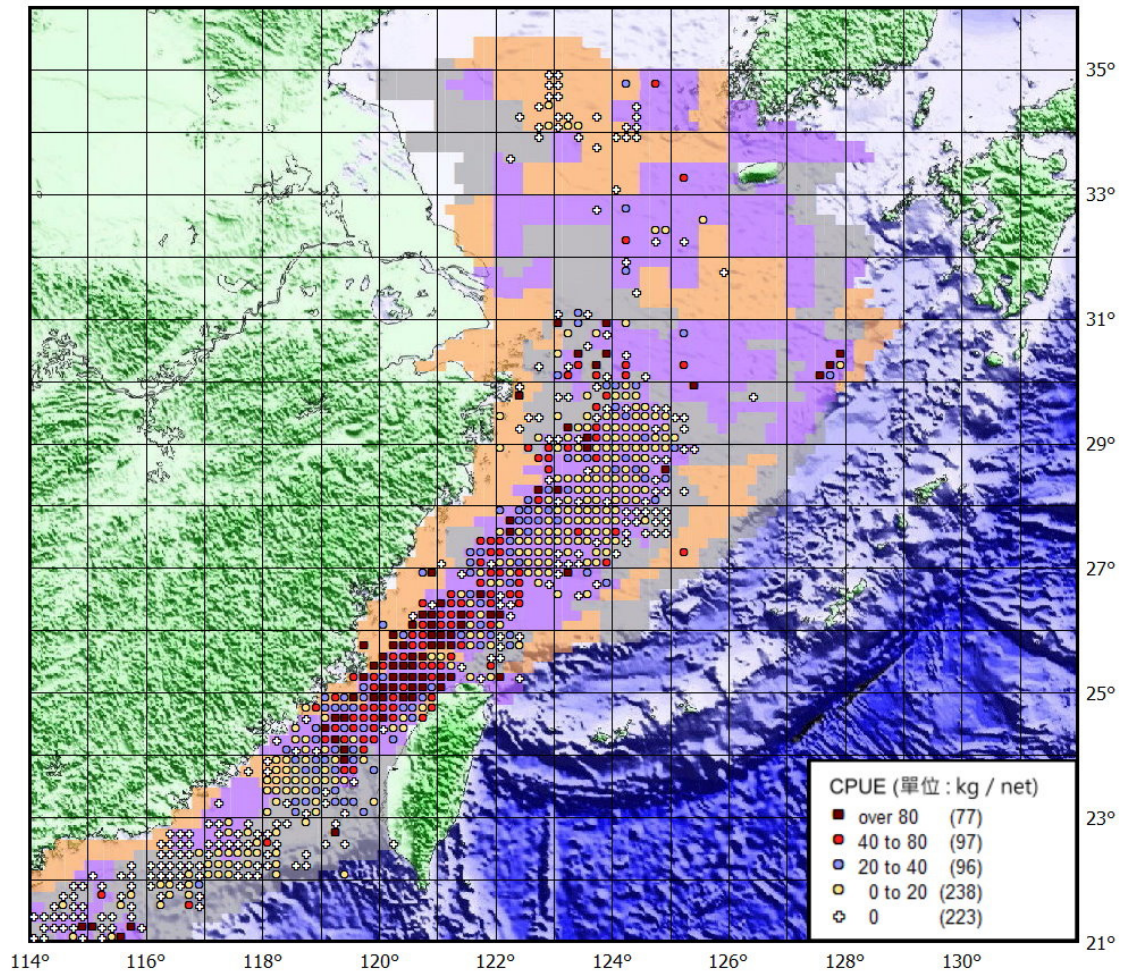 35°
33°
31°
29°
27°
25°
23°
21°
CPUE (單位 : kg / net)
over 80 (77)
40 to 80 (97)
20 to 40 (96)
0 to 20 (238)
0 (223)
114° 116° 118° 120° 122° 124° 126° 128° 130°